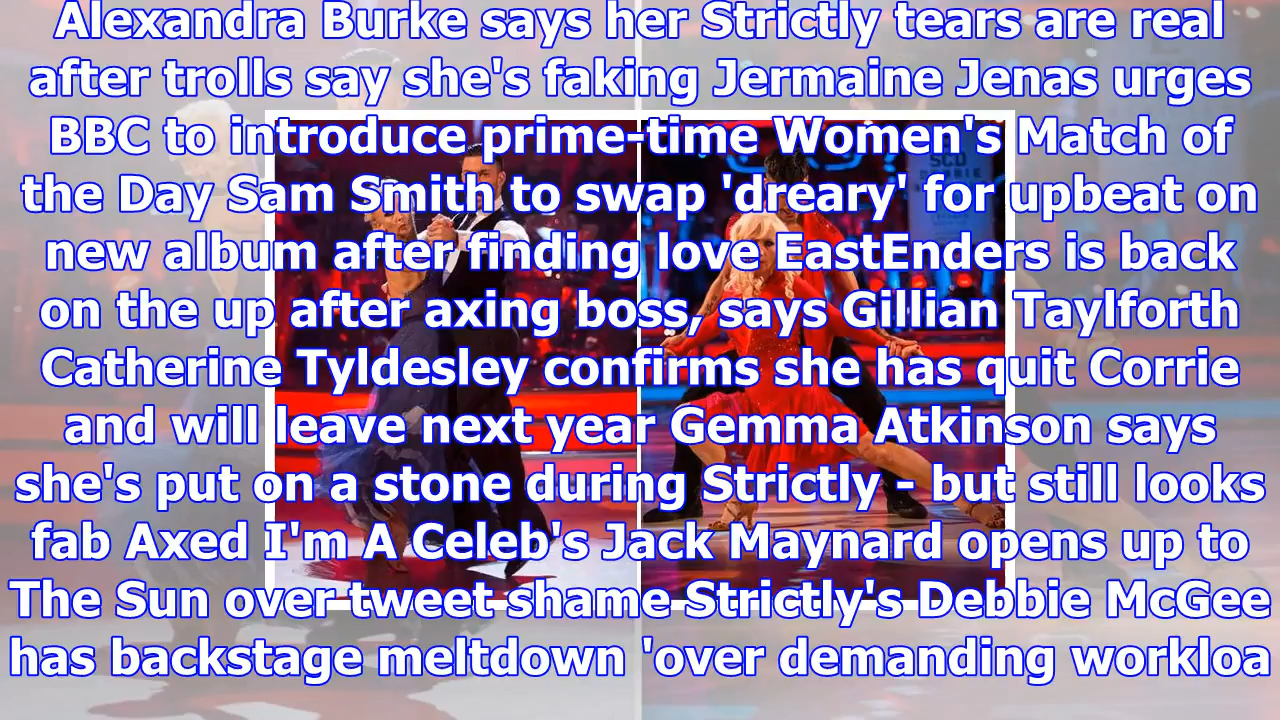 Alexandra Burke says her Strictly tears are real
after trolls say she's faking Jermaine Jenas urges
BBC to introduce prime-time Women's Match of
the Day Sam Smith to swap 'dreary' for upbeat on
new album after finding love EastEnders is back
on the up after axing boss, says Gillian Taylforth
Catherine Tyldesley confirms she has quit Corrie
and will leave next year Gemma Atkinson says
she's put on a stone during Strictly - but still looks
fab Axed I'm A Celeb's Jack Maynard opens up to
The Sun over tweet shame Strictly's Debbie McGee
has backstage meltdown 'over demanding workloa
SCD